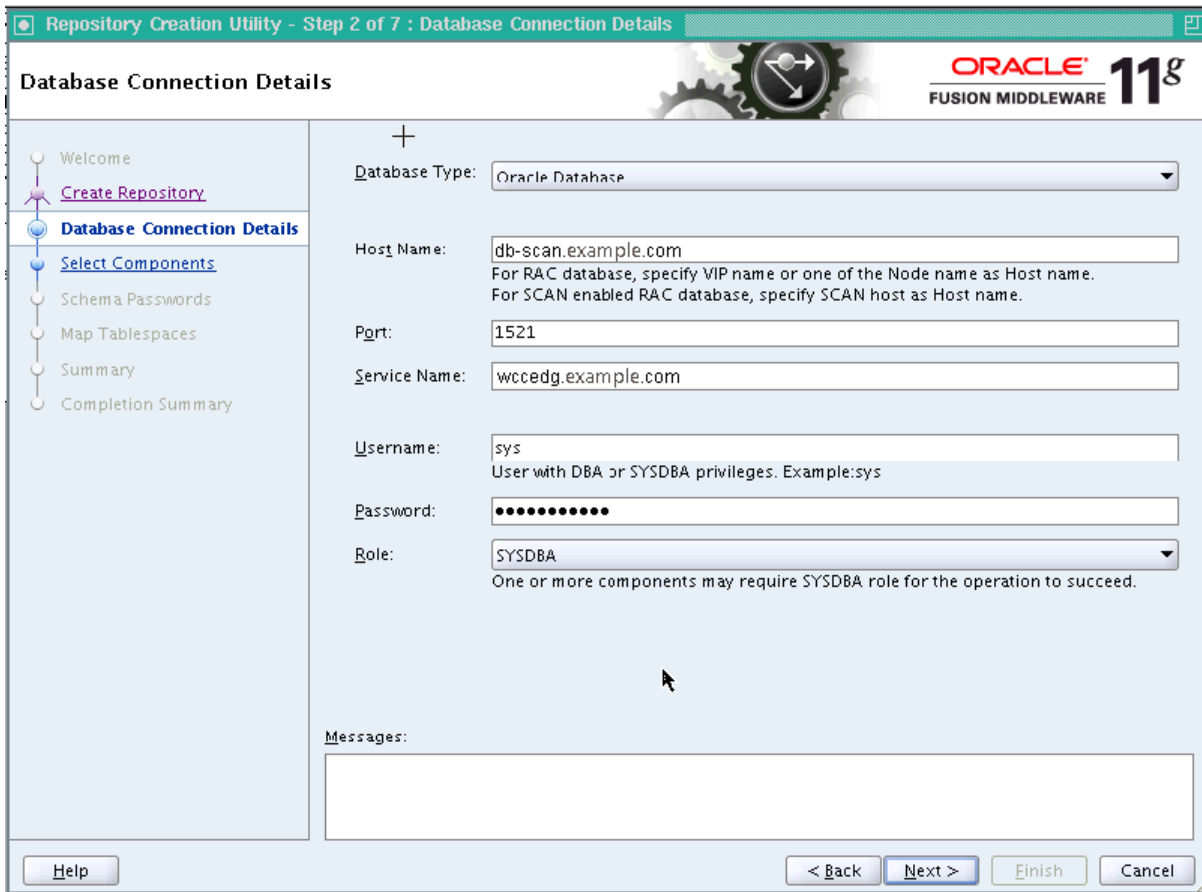 Repository Creation Utility - Step 2 of 7 : Database Connection Details
Database Connection Details
ORACLE
FUSION MIDDLEWARE
11g
Welcome
Create Repository
Database Connection Details
Select Components
Schema Passwords
Map Tablespaces
Summary
Completion Summary
Database Type: Oracle Database
Host Name: db-scan.example.com
For RAC database, specify VIP name or one of the Node name as Host name.
For SCAN enabled RAC database, specify SCAN host as Host name.
Port: 1521
Service Name: wccedg.example.com
Username: sys
User with DBA or SYSDBA privileges. Example:sys
Password: •••••••••••
Role: SYSDBA
One or more components may require SYSDBA role for the operation to succeed.
Messages:
Help < Back Next > Finish Cancel